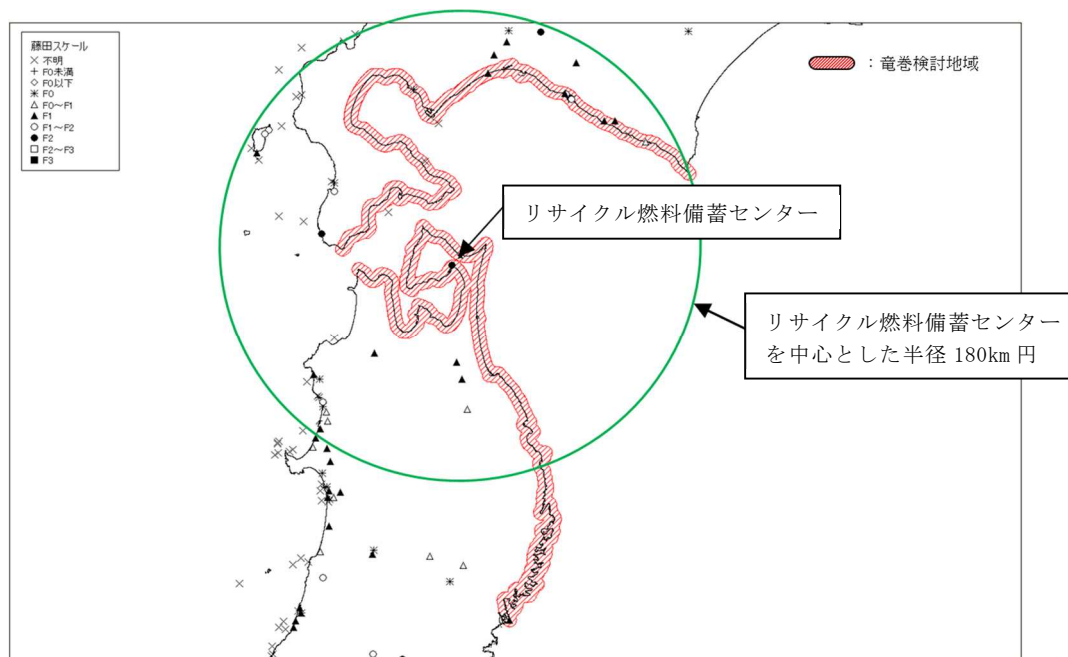 藤田スケール
× 不明
+ F0未満
◇ F0以下
＊ F0
△ F0～F1
▲ F1
○ F1～F2
● F2
□ F2～F3
■ F3
：竜巻検討地域
リサイクル燃料備蓄センター
リサイクル燃料備蓄センター
を中心とした半径 180km 円